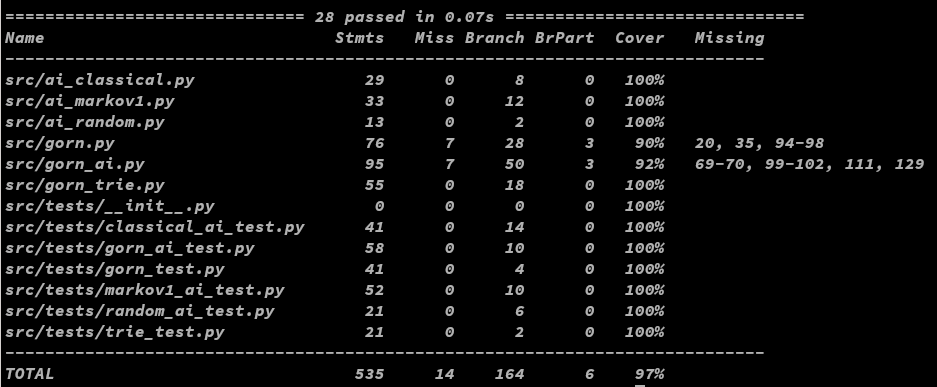 ============================== 28 passed in 0.07s ==============================
Name                              Stmts   Miss Branch BrPart  Cover   Missing
-----------------------------------------------------------------------------
src/ai_classical.py                  29      0      8      0   100%
src/ai_markov1.py                    33      0     12      0   100%
src/ai_random.py                     13      0      2      0   100%
src/gorn.py                          76      7     28      3    90%   20, 35, 94-98
src/gorn_ai.py                       95      7     50      3    92%   69-70, 99-102, 111, 129
src/gorn_trie.py                     55      0     18      0   100%
src/tests/__init__.py                 0      0      0      0   100%
src/tests/classical_ai_test.py       41      0     14      0   100%
src/tests/gorn_ai_test.py            58      0     10      0   100%
src/tests/gorn_test.py               41      0      4      0   100%
src/tests/markov1_ai_test.py         52      0     10      0   100%
src/tests/random_ai_test.py          21      0      6      0   100%
src/tests/trie_test.py               21      0      2      0   100%
-----------------------------------------------------------------------------
TOTAL                               535     14    164      6    97%